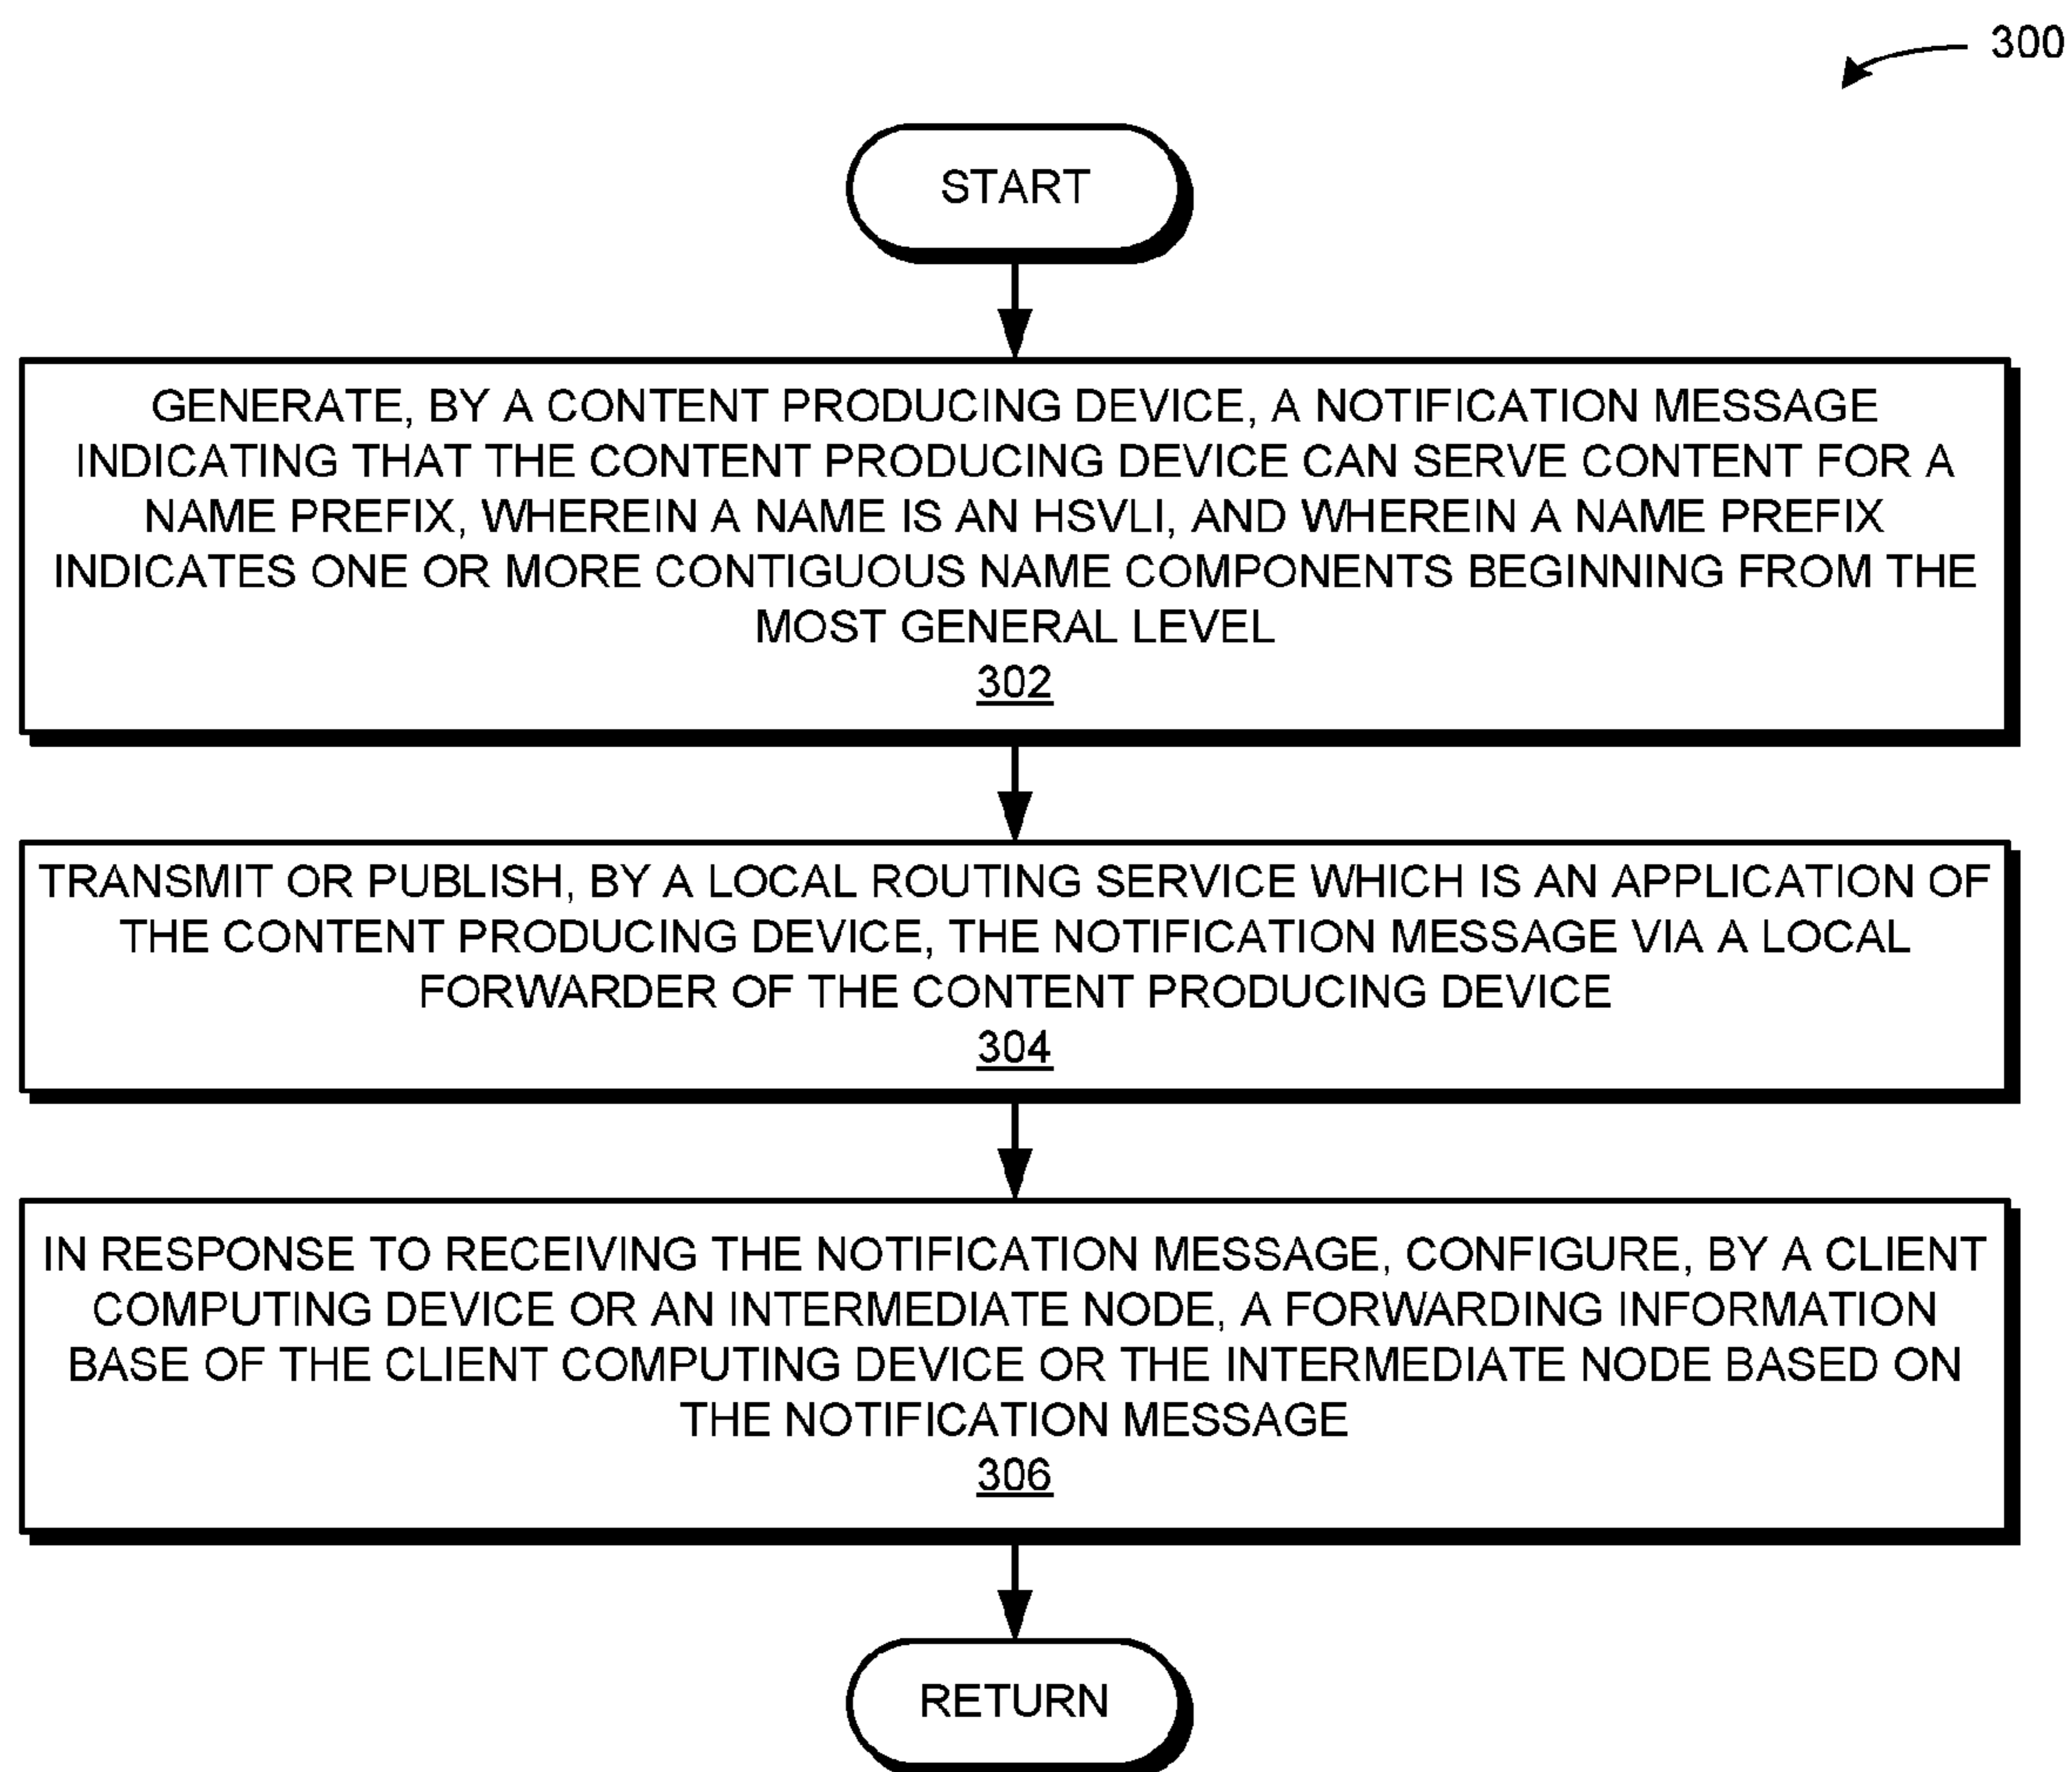 300
START
GENERATE, BY A CONTENT PRODUCING DEVICE, A NOTIFICATION MESSAGE
INDICATING THAT THE CONTENT PRODUCING DEVICE CAN SERVE CONTENT FOR A
NAME PREFIX, WHEREIN A NAME IS AN HSVLI, AND WHEREIN A NAME PREFIX
INDICATES ONE OR MORE CONTIGUOUS NAME COMPONENTS BEGINNING FROM THE
MOST GENERAL LEVEL
302
TRANSMIT OR PUBLISH, BY A LOCAL ROUTING SERVICE WHICH IS AN APPLICATION OF
THE CONTENT PRODUCING DEVICE, THE NOTIFICATION MESSAGE VIA A LOCAL
FORWARDER OF THE CONTENT PRODUCING DEVICE
304
IN RESPONSE TO RECEIVING THE NOTIFICATION MESSAGE, CONFIGURE, BY A CLIENT
COMPUTING DEVICE OR AN INTERMEDIATE NODE, A FORWARDING INFORMATION
BASE OF THE CLIENT COMPUTING DEVICE OR THE INTERMEDIATE NODE BASED ON
THE NOTIFICATION MESSAGE
306
RETURN